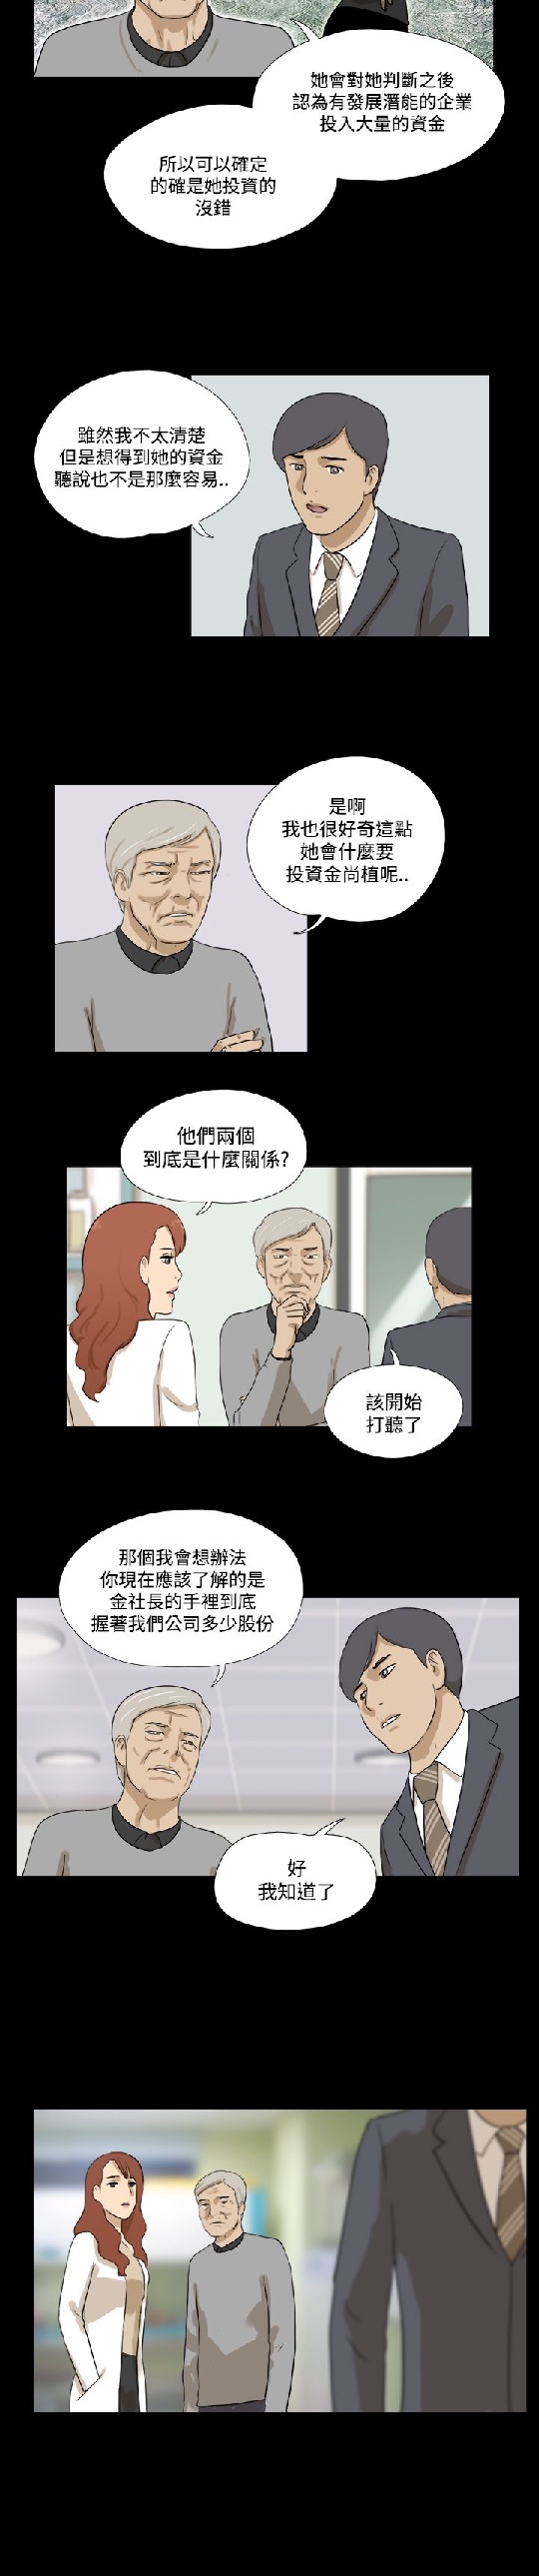 她會對她判斷之後
認為有發展潛能的企業
投入大量的資金
所以可以確定
的確是她投資的
沒錯
雖然我不太清楚
但是想得到她的資金
聽說也不是那麼容易..
是啊
我也很好奇這點
她會什麼要
投資金尚植呢..
他們兩個
到底是什麼關係?
該開始
打聽了
那個我會想辦法
你現在應該了解的是
金社長的手裡到底
握著我們公司多少股份
好
我知道了